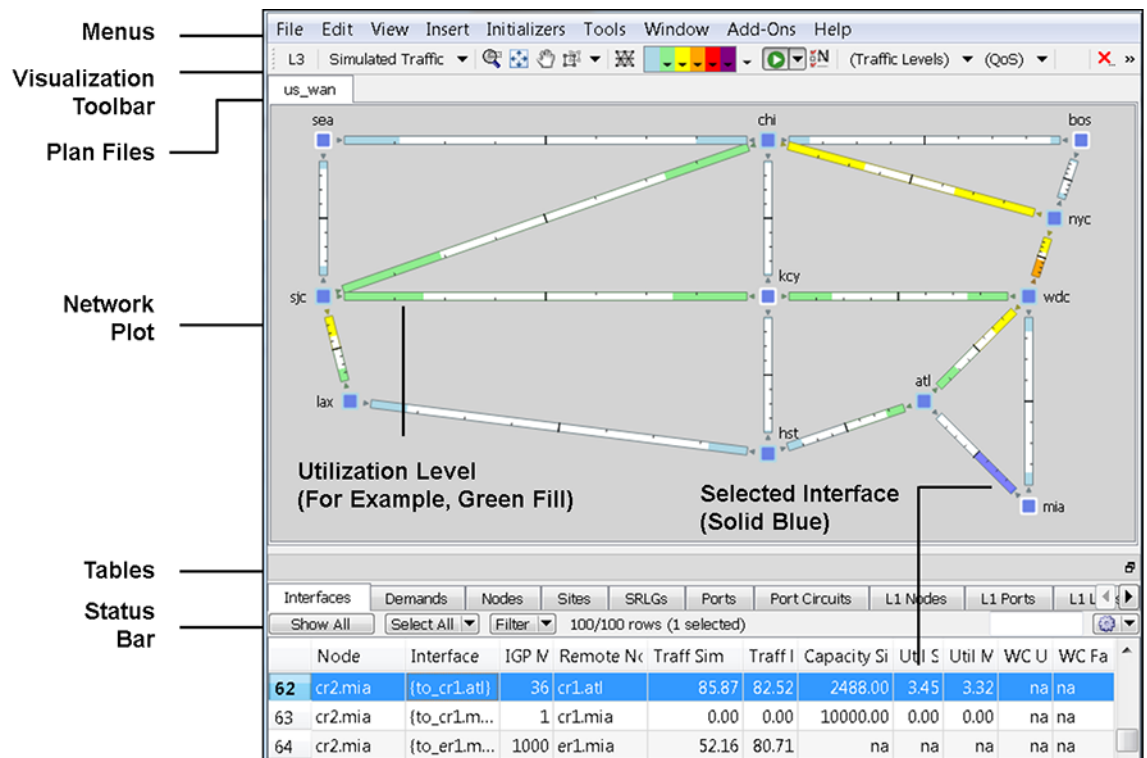 Menus
File Edit View Insert Initializers Tools Window Add-Ons Help
Visualization
Toolbar
L3 Simulated Traffic (Traffic Levels) (QoS) »
Plan Files
us_wan
sea chi bos
nyc
kcy
sjc wdc
Network
Plot
atl
lax
hst
Utilization Level
(For Example, Green Fill)
Selected Interface
(Solid Blue)
mia
Tables
Interfaces Demands Nodes Sites SRLGs Ports Port Circuits L1 Nodes L1 Ports L1 L
Status
Bar
Show All Select All Filter 100/100 rows (1 selected)
Node Interface IGP M Remote No Traff Sim Traff I Capacity Si Util S Util M WC U WC Fa
62 cr2.mia {to_cr1.atl} 36 cr1.atl 85.87 82.52 2488.00 3.45 3.32 na na
63 cr2.mia {to_cr1.m... 1 cr1.mia 0.00 0.00 10000.00 0.00 0.00 na na
64 cr2.mia {to_er1.m... 1000 er1.mia 52.16 80.71 na na na na na